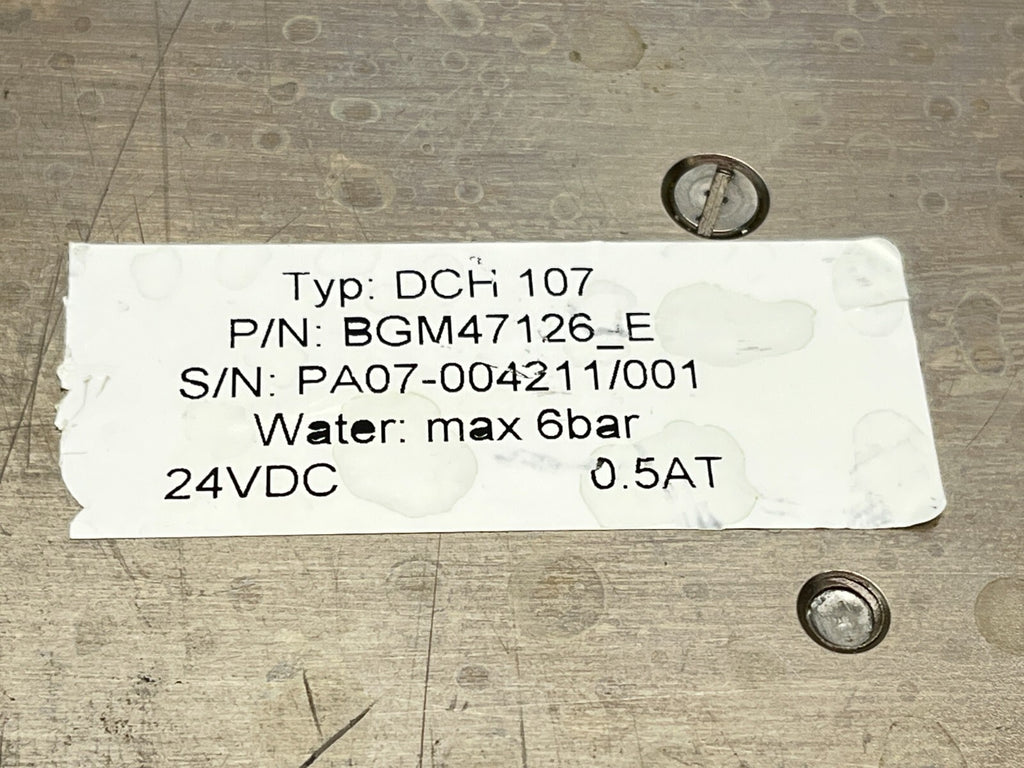 Typ: DCH 107
P/N: BGM47126_E
S/N: PA07-004211/001
Water: max 6bar
24VDC 0.5AT